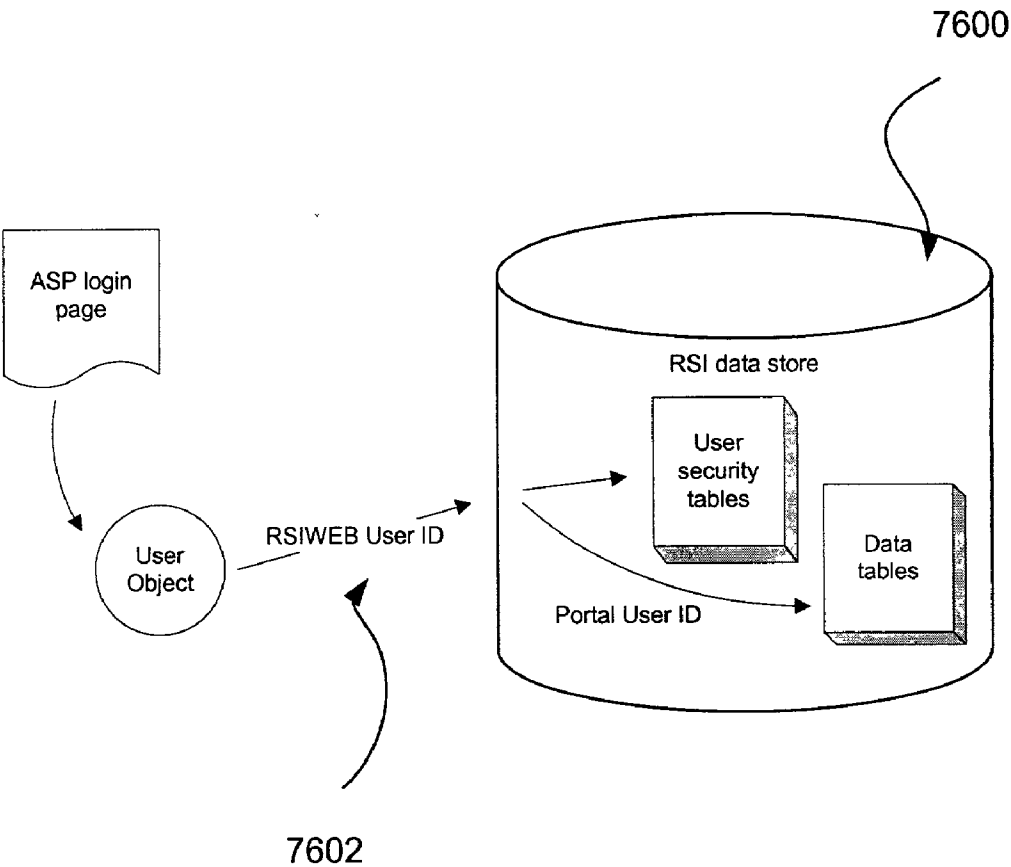 7600
ASP login
page
RSI data store
User
security
tables
RSIWEB User ID
User
Object
Data
tables
Portal User ID
7602